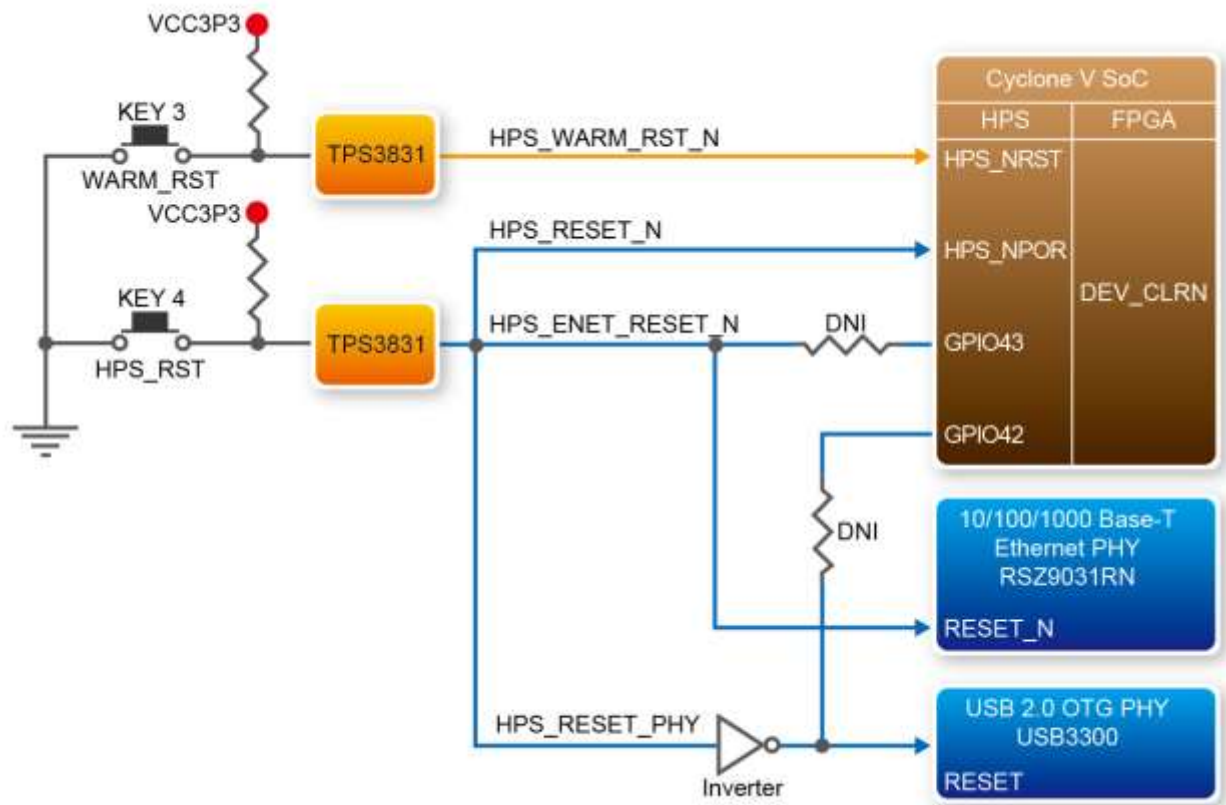 VCC3P3
KEY 3
WARM_RST
TPS3831
HPS_WARM_RST_N
VCC3P3
KEY 4
HPS_RST
TPS3831
HPS_RESET_N
HPS_ENET_RESET_N
DNI
DNI
HPS_RESET_PHY
Inverter
Cyclone V SoC
HPS
FPGA
HPS_NRST
HPS_NPOR
DEV_CLRN
GPIO43
GPIO42
10/100/1000 Base-T
Ethernet PHY
RSZ9031RN
RESET_N
USB 2.0 OTG PHY
USB3300
RESET